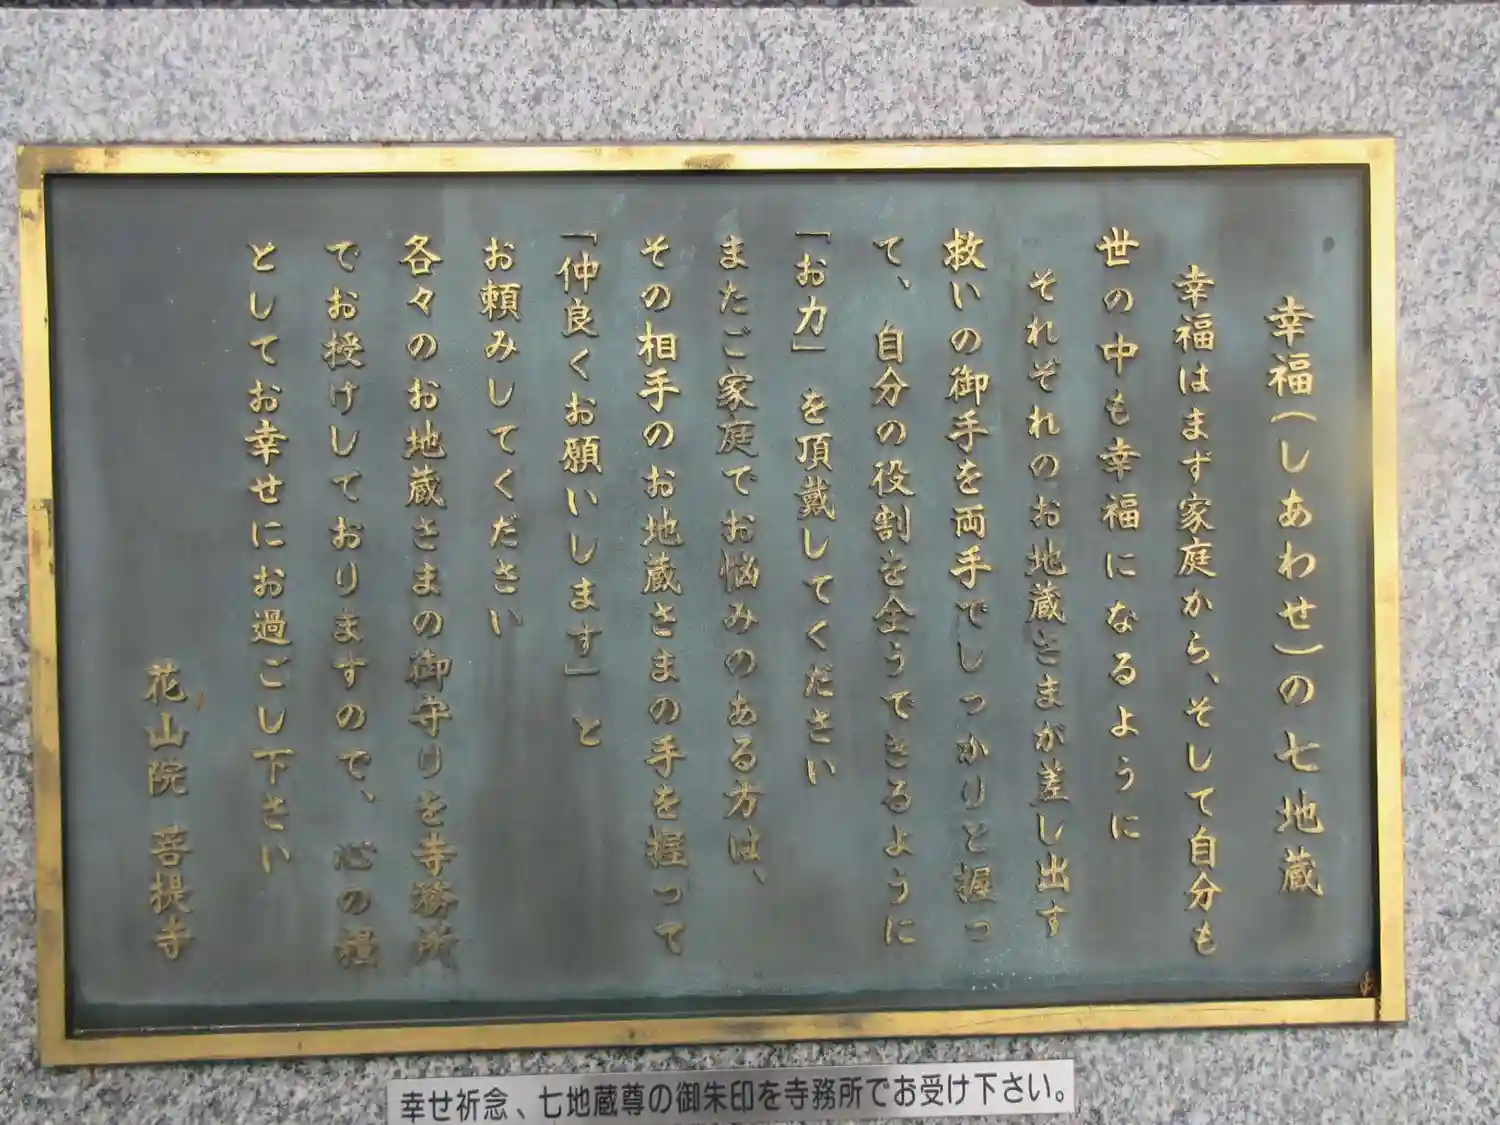 幸福(しあわせ)の七地蔵
幸福はまず家庭から、そして自分も
世の中も幸福になるように
それぞれのお地蔵さまが差し出す
救いの御手を両手でしっかりと握っ
て、自分の役割を全うできるように
「お力」を頂戴してください
またご家庭でお悩みのある方は、
その相手のお地蔵さまの手を握って
「仲良くお願いします」と
お頼みしてください
各々のお地蔵さまの御守りを寺務所
でお授けしておりますので、心の糧
としてお幸せにお過ごし下さい
花山院 菩提寺
幸せ祈念、七地蔵尊の御朱印を寺務所でお受け下さい。